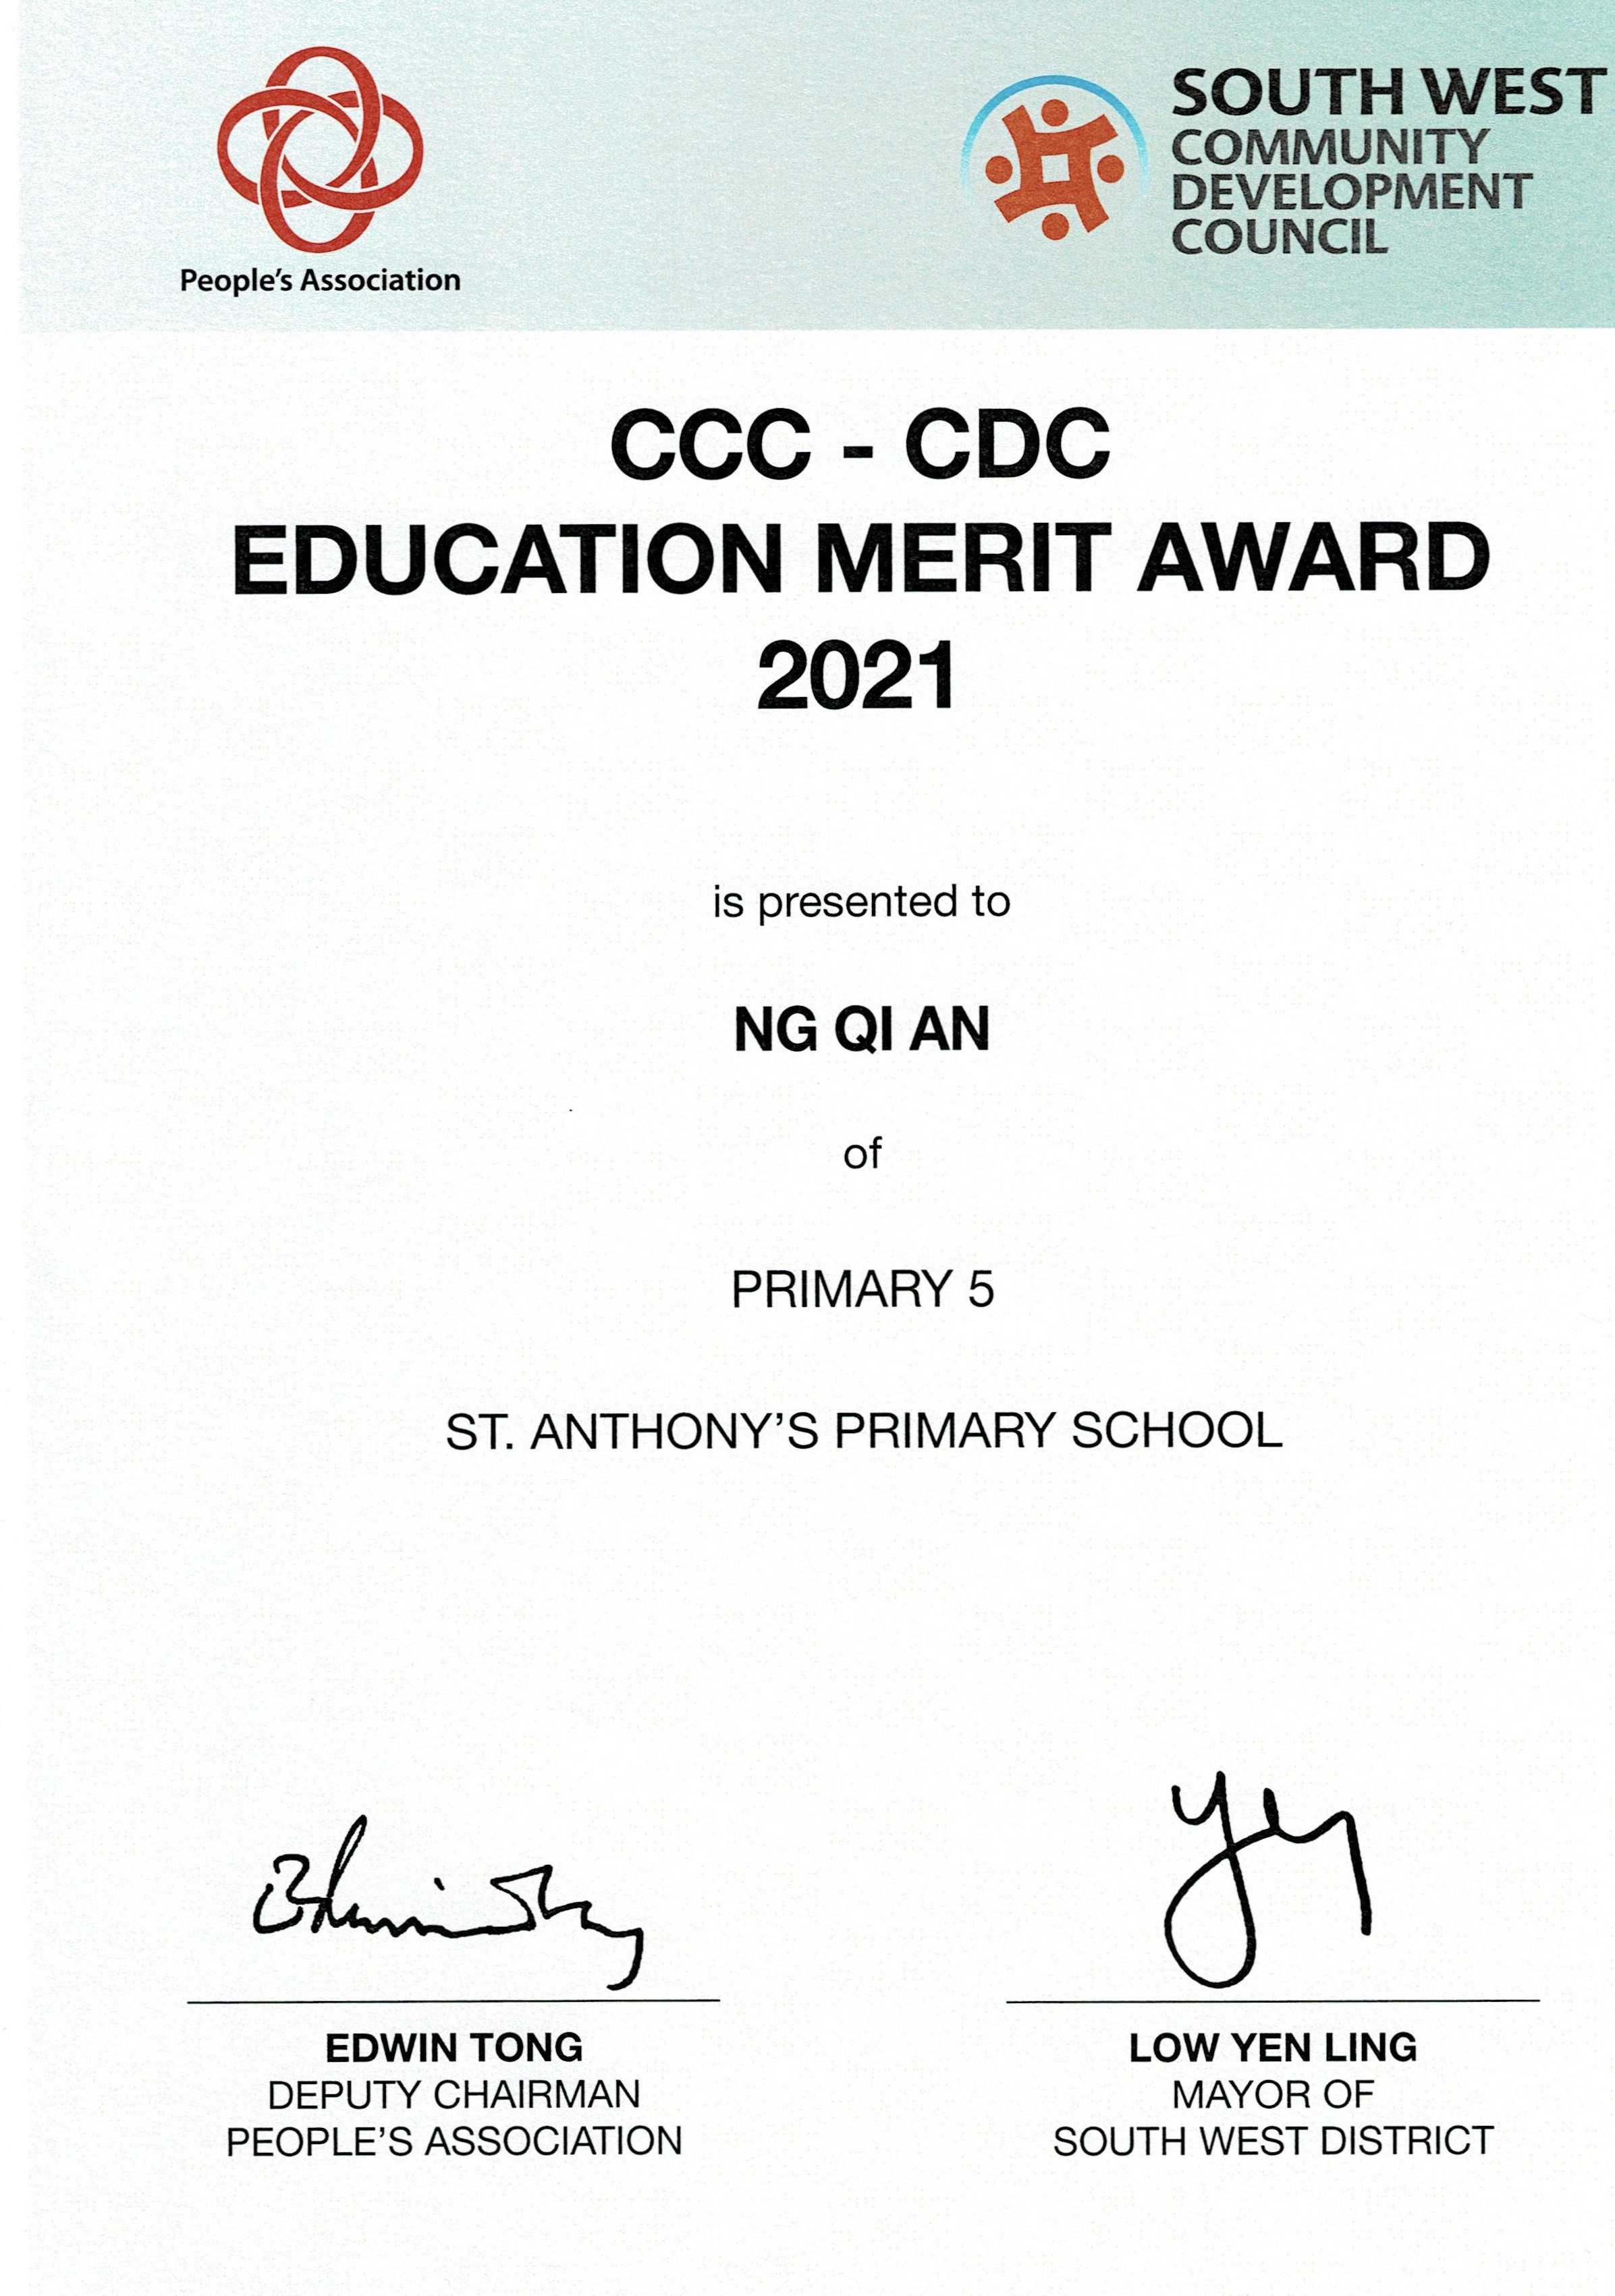 People's Association
SOUTH WEST
COMMUNITY
DEVELOPMENT
COUNCIL
CCC - CDC
EDUCATION MERIT AWARD
2021
is presented to
NG QI AN
of
PRIMARY 5
ST. ANTHONY'S PRIMARY SCHOOL
EDWIN TONG
DEPUTY CHAIRMAN
PEOPLE'S ASSOCIATION
LOW YEN LING
MAYOR OF
SOUTH WEST DISTRICT